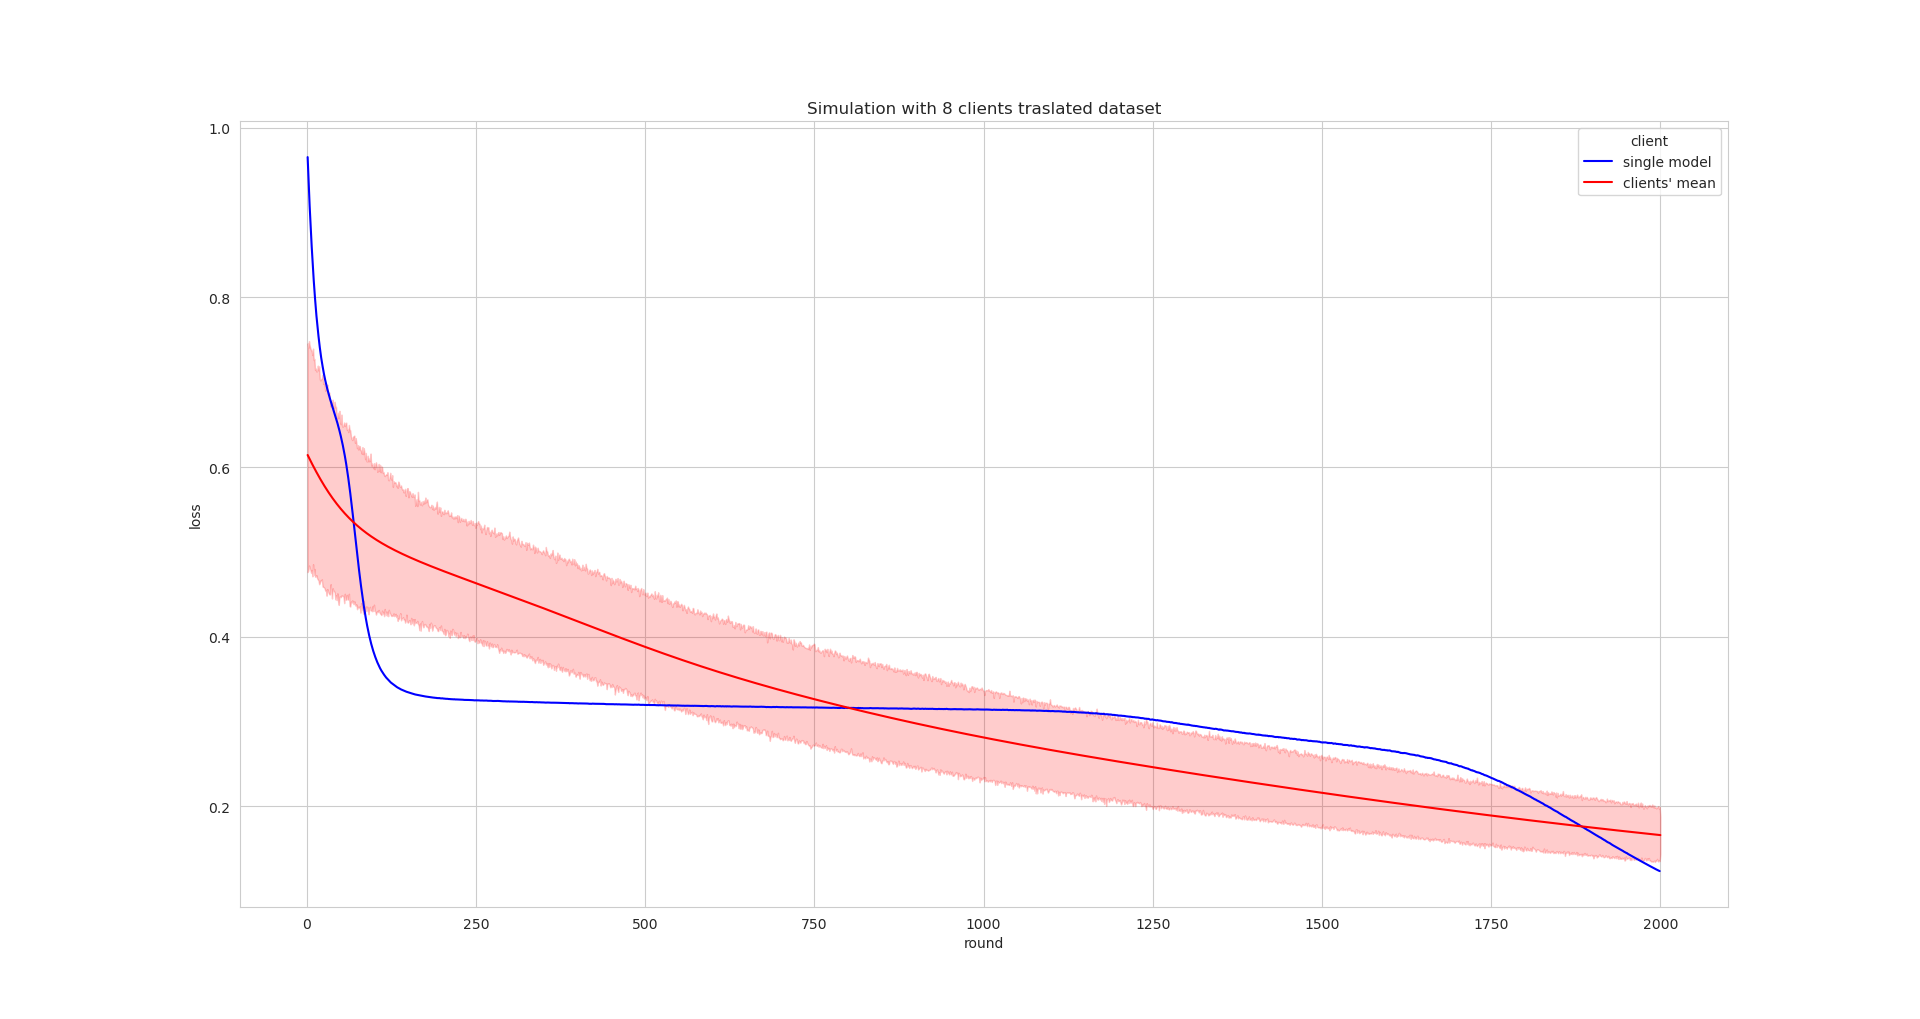 Simulation with 8 clients traslated dataset
client
single model
clients' mean
loss
1.0
0.8
0.6
0.4
0.2
0 250 500 750 1000 1250 1500 1750 2000
round